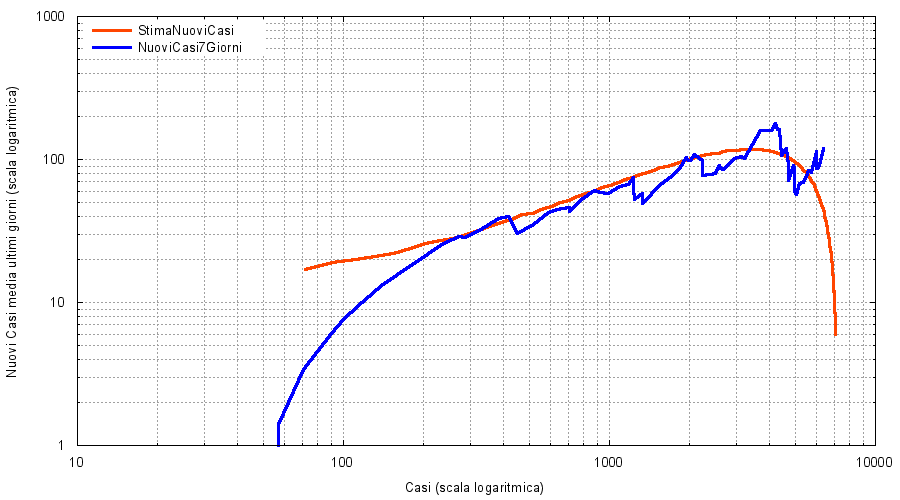 1000
StimaNuoviCasi
NuoviCasi7Giorni
100
10
1
Nuovi Casi media ultimi giorni (scala logaritmica)
10
100
1000
10000
Casi (scala logaritmica)